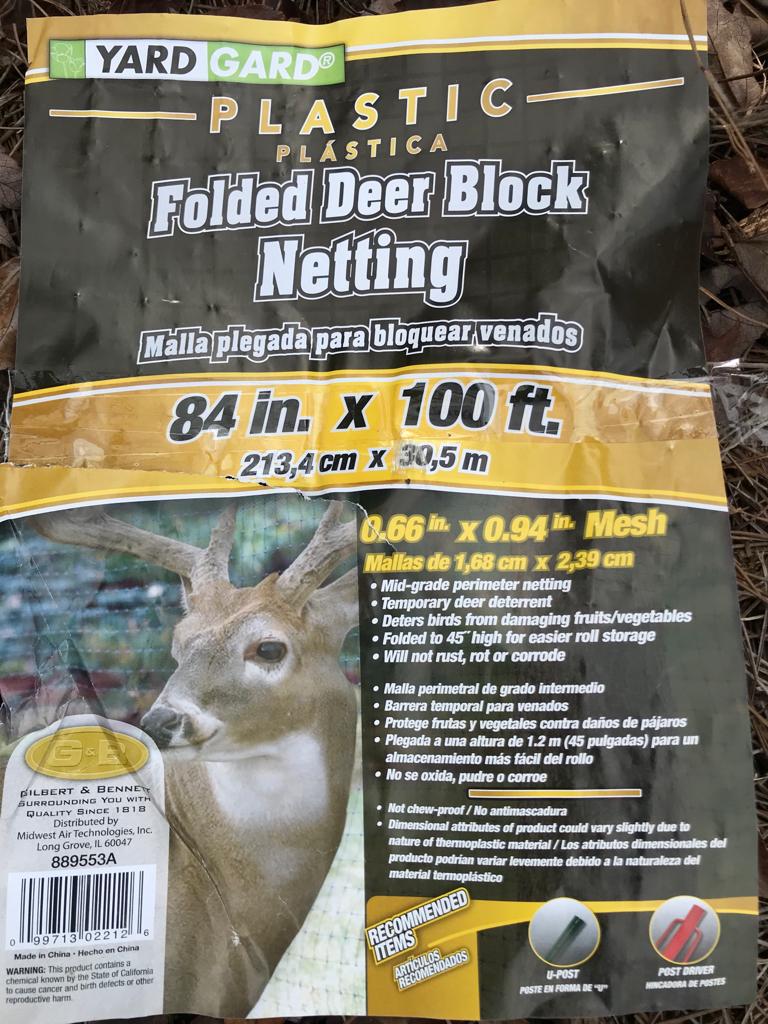 YARD GARD®
PLASTIC
PLÁSTICA
Folded Deer Block
Netting
Malla plegada para bloquear venados
84 in. x 100 ft.
213,4 cm x 30,5 m
0.66 in. x 0.94 in. Mesh
Mallas de 1,68 cm x 2,39 cm
• Mid-grade perimeter netting
• Temporary deer deterrent
• Deters birds from damaging fruits/vegetables
• Folded to 45˝ high for easier roll storage
• Will not rust, rot or corrode
• Malla perimetral de grado intermedio
• Barrera temporal para venados
• Protege frutas y vegetales contra daños de pájaros
• Plegada a una altura de 1.2 m (45 pulgadas) para un
almacenamiento más fácil del rollo
• No se oxida, pudre o corroe
• Not chew-proof / No antimascadura
• Dimensional attributes of product could vary slightly due to
nature of thermoplastic material / Los atributos dimensionales del
producto podrían variar levemente debido a la naturaleza del
material termoplástico
G & B
GILBERT & BENNETT
SURROUNDING YOU WITH
QUALITY SINCE 1818
Distributed by
Midwest Air Technologies, Inc.
Long Grove, IL 60047
889553A
0 99713 02212 6
Made in China • Hecho en China
WARNING: This product contains a
chemical known by the State of California
to cause cancer and birth defects or other
reproductive harm.
RECOMMENDED
ITEMS
ARTÍCULOS
RECOMENDADOS
U-POST
POSTE EN FORMA DE “U”
POST DRIVER
HINCADORA DE POSTES